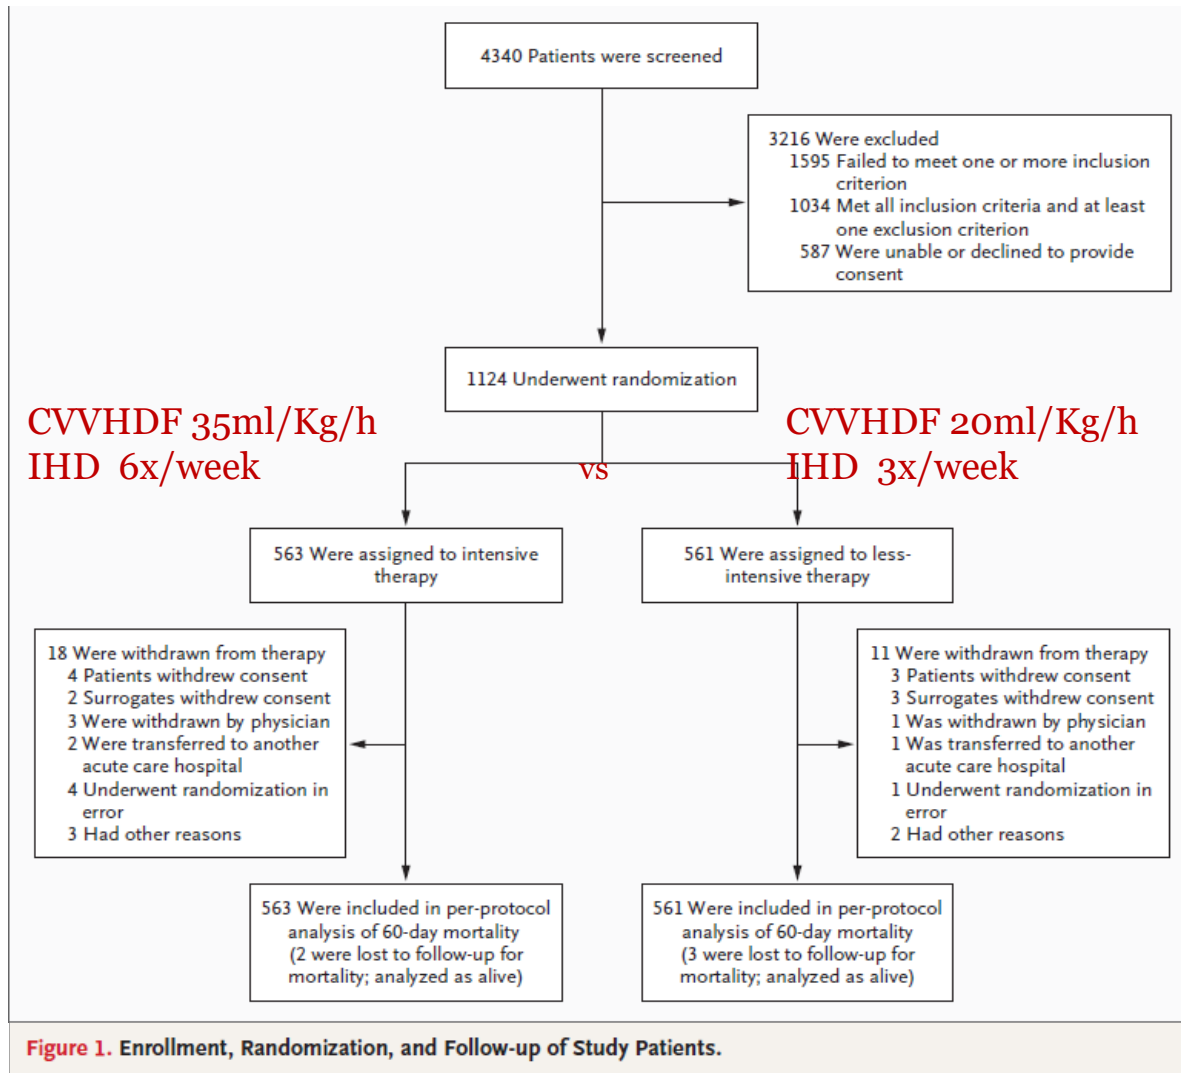 4340 Patients were screened
3216 Were excluded
1595 Failed to meet one or more inclusion
criterion
1034 Met all inclusion criteria and at least
one exclusion criterion
587 Were unable or declined to provide
consent
1124 Underwent randomization
CVVHDF 35ml/Kg/h
IHD 6x/week
vs
CVVHDF 20ml/Kg/h
IHD 3x/week
563 Were assigned to intensive
therapy
561 Were assigned to less-
intensive therapy
18 Were withdrawn from therapy
4 Patients withdrew consent
2 Surrogates withdrew consent
3 Were withdrawn by physician
2 Were transferred to another
acute care hospital
4 Underwent randomization in
error
3 Had other reasons
11 Were withdrawn from therapy
3 Patients withdrew consent
3 Surrogates withdrew consent
1 Was withdrawn by physician
1 Was transferred to another
acute care hospital
1 Underwent randomization in
error
2 Had other reasons
563 Were included in per-protocol
analysis of 60-day mortality
(2 were lost to follow-up for
mortality; analyzed as alive)
561 Were included in per-protocol
analysis of 60-day mortality
(3 were lost to follow-up for
mortality; analyzed as alive)
Figure 1. Enrollment, Randomization, and Follow-up of Study Patients.